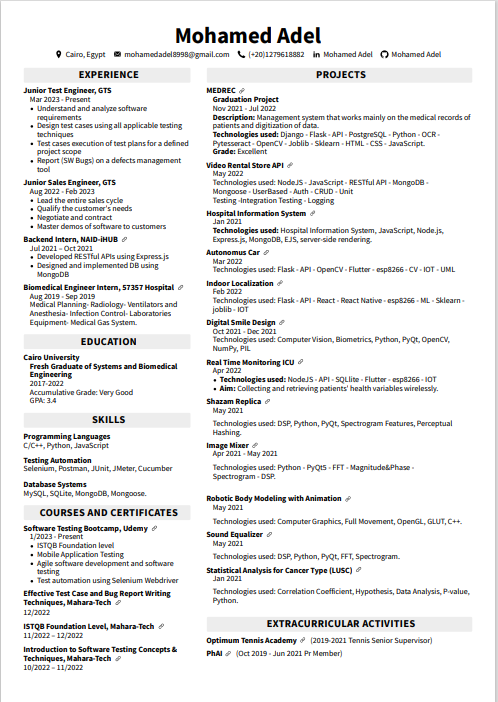 Mohamed Adel
Cairo, Egypt mohamedadel8998@gmail.com (+20)1279618882 Mohamed Adel Mohamed Adel
EXPERIENCE
Junior Test Engineer, GTS
Mar 2023 - Present
• Understand and analyze software
requirements
• Design test cases using all applicable testing
techniques
• Test cases execution of test plans for a defined
project scope
• Report (SW Bugs) on a defects management
tool
Junior Sales Engineer, GTS
Aug 2022 - Feb 2023
• Lead the entire sales cycle
• Qualify the customer's needs
• Negotiate and contract
• Master demos of software to customers
Backend Intern, NAID-iHUB
Jul 2021 – Oct 2021
• Developed RESTful APIs using Express.js
• Designed and implemented DB using
MongoDB
Biomedical Engineer Intern, 57357 Hospital
Aug 2019 - Sep 2019
Medical Planning- Radiology- Ventilators and
Anesthesia- Infection Control- Laboratories
Equipment- Medical Gas System.
EDUCATION
Cairo University
Fresh Graduate of Systems and Biomedical
Engineering
2017-2022
Accumulative Grade: Very Good
GPA: 3.4
SKILLS
Programming Languages
C/C++, Python, JavaScript
Testing Automation
Selenium, Postman, JUnit, JMeter, Cucumber
Database Systems
MySQL, SQLite, MongoDB, Mongoose.
COURSES AND CERTIFICATES
Software Testing Bootcamp, Udemy
1/2023 - Present
• ISTQB Foundation level
• Mobile Application Testing
• Agile software development and software
testing
• Test automation using Selenium Webdriver
Effective Test Case and Bug Report Writing
Techniques, Mahara-Tech
12/2022
ISTQB Foundation Level, Mahara-Tech
11/2022 – 12/2022
Introduction to Software Testing Concepts &
Techniques, Mahara-Tech
10/2022 – 11/2022
PROJECTS
MEDREC
Graduation Project
Nov 2021 - Jul 2022
Description: Management system that works mainly on the medical records of
patients and digitization of data.
Technologies used: Django - Flask - API - PostgreSQL - Python - OCR -
Pytesseract - OpenCV - Joblib - Sklearn - HTML - CSS - JavaScript.
Grade: Excellent
Video Rental Store API
May 2022
Technologies used: NodeJS - JavaScript - RESTful API - MongoDB -
Mongoose - UserBased - Auth - CRUD - Unit
Testing -Integration Testing - Logging
Hospital Information System
Jan 2021
Technologies used: Hospital Information System, JavaScript, Node.js,
Express.js, MongoDB, EJS, server-side rendering.
Autonomus Car
Mar 2022
Technologies used: Flask - API - OpenCV - Flutter - esp8266 - CV - IOT - UML
Indoor Localization
Feb 2022
Technologies used: Flask - API - React - React Native - esp8266 - ML - Sklearn -
joblib - IOT
Digital Smile Design
Oct 2021 - Dec 2021
Technologies used: Computer Vision, Biometrics, Python, PyQt, OpenCV,
NumPy, PIL
Real Time Monitoring ICU
Apr 2022
• Technologies used: NodeJS - API - SQLlite - Flutter - esp8266 - IOT
• Aim: Collecting and retrieving patients' health variables wirelessly.
Shazam Replica
May 2021
Technologies used: DSP, Python, PyQt, Spectrogram Features, Perceptual
Hashing.
Image Mixer
Apr 2021 - May 2021
Technologies used: Python - PyQt5 - FFT - Magnitude&Phase -
Spectrogram - DSP.
Robotic Body Modeling with Animation
May 2021
Technologies used: Computer Graphics, Full Movement, OpenGL, GLUT, C++.
Sound Equalizer
May 2021
Technologies used: DSP, Python, PyQt, FFT, Spectrogram.
Statistical Analysis for Cancer Type (LUSC)
Jan 2021
Technologies used: Correlation Coefficient, Hypothesis, Data Analysis, P-value,
Python.
EXTRACURRICULAR ACTIVITIES
Optimum Tennis Academy (2019-2021 Tennis Senior Supervisor)
PhAI (Oct 2019 - Jun 2021 Pr Member)